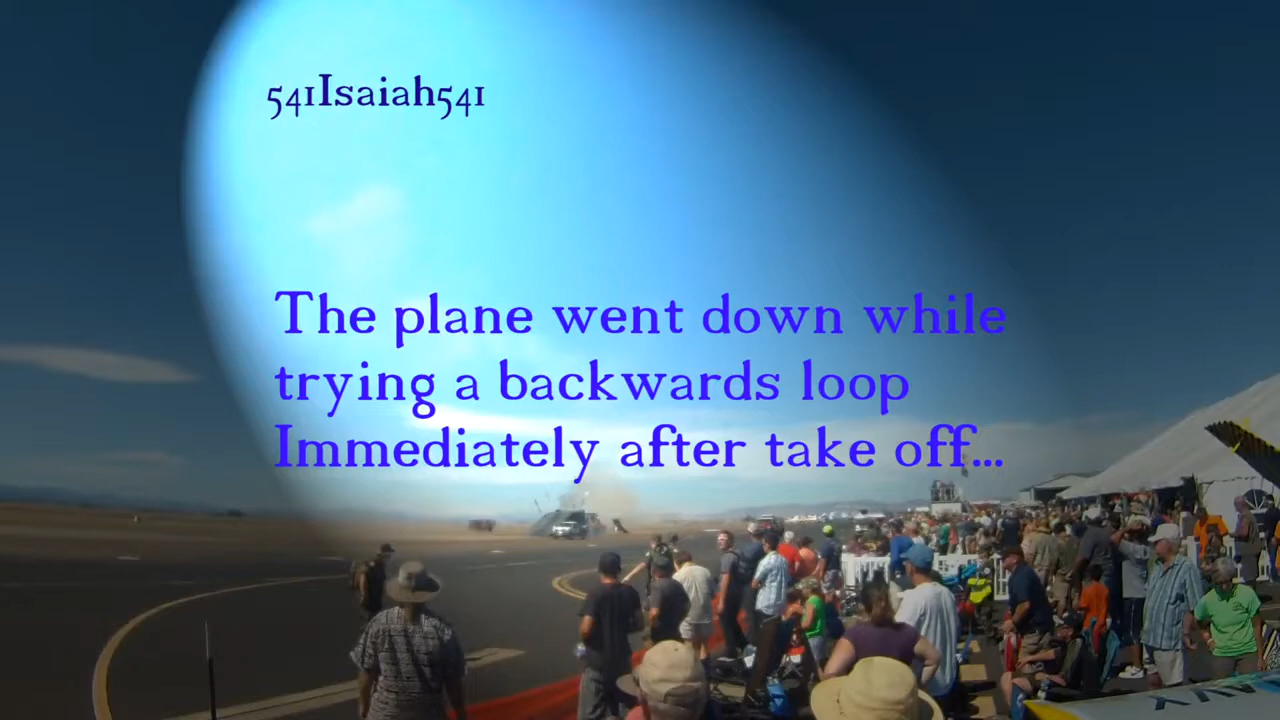 541Isaiah541
The plane went down while
trying a backwards loop
Immediately after take off...